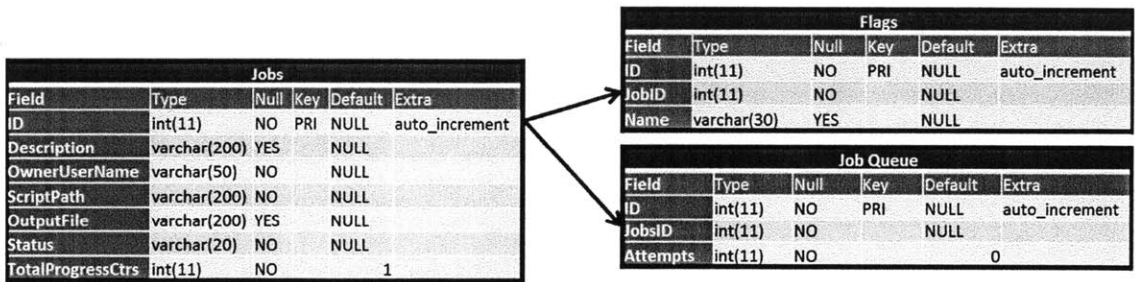 Jobs
Field Type Null Key Default Extra
ID int(11) NO PRI NULL auto_increment
Description varchar(200) YES NULL
OwnerUserName varchar(50) NO NULL
ScriptPath varchar(200) NO NULL
OutputFile varchar(200) YES NULL
Status varchar(20) NO NULL
TotalProgressCtrs int(11) NO 1
Flags
Field Type Null Key Default Extra
ID int(11) NO PRI NULL auto_increment
JobID int(11) NO NULL
Name varchar(30) YES NULL
Job Queue
Field Type Null Key Default Extra
ID int(11) NO PRI NULL auto_increment
JobsID int(11) NO NULL
Attempts int(11) NO 0